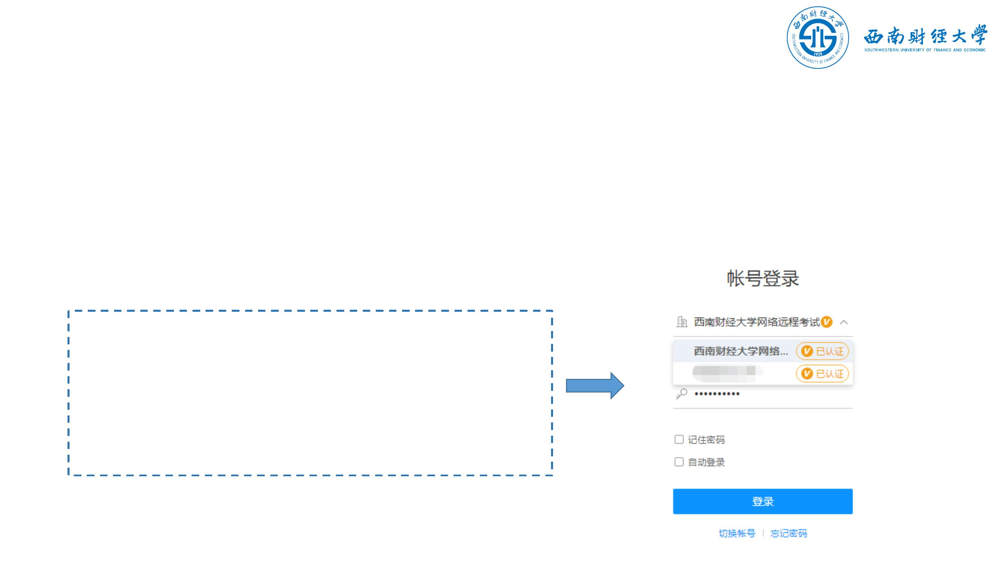 西南财经大学
SOUTHWESTERN UNIVERSITY OF FINANCE AND ECONOMICS
1925
西南财经大学
SOUTHWESTERN UNIVERSITY OF FINANCE AND ECONOMIC
帐号登录
西南财经大学网络远程考试
西南财经大学网络... 已认证
已认证
••••••••••
记住密码
自动登录
登录
切换帐号 | 忘记密码